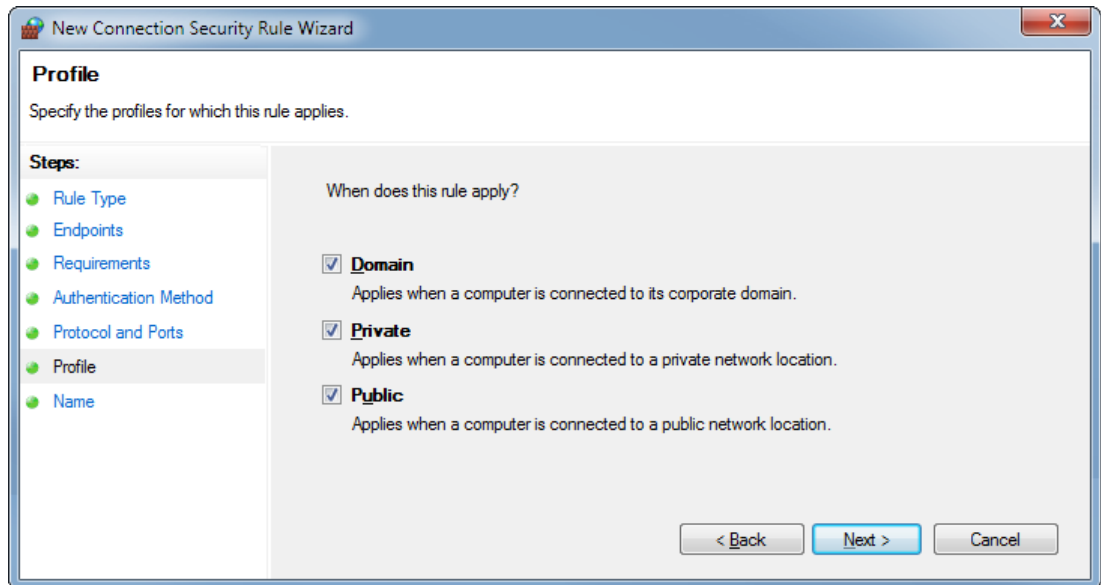 New Connection Security Rule Wizard
x
Profile
Specify the profiles for which this rule applies.
Steps:
Rule Type
Endpoints
Requirements
Authentication Method
Protocol and Ports
Profile
Name
When does this rule apply?
Domain
Applies when a computer is connected to its corporate domain.
Private
Applies when a computer is connected to a private network location.
Public
Applies when a computer is connected to a public network location.
< Back
Next >
Cancel